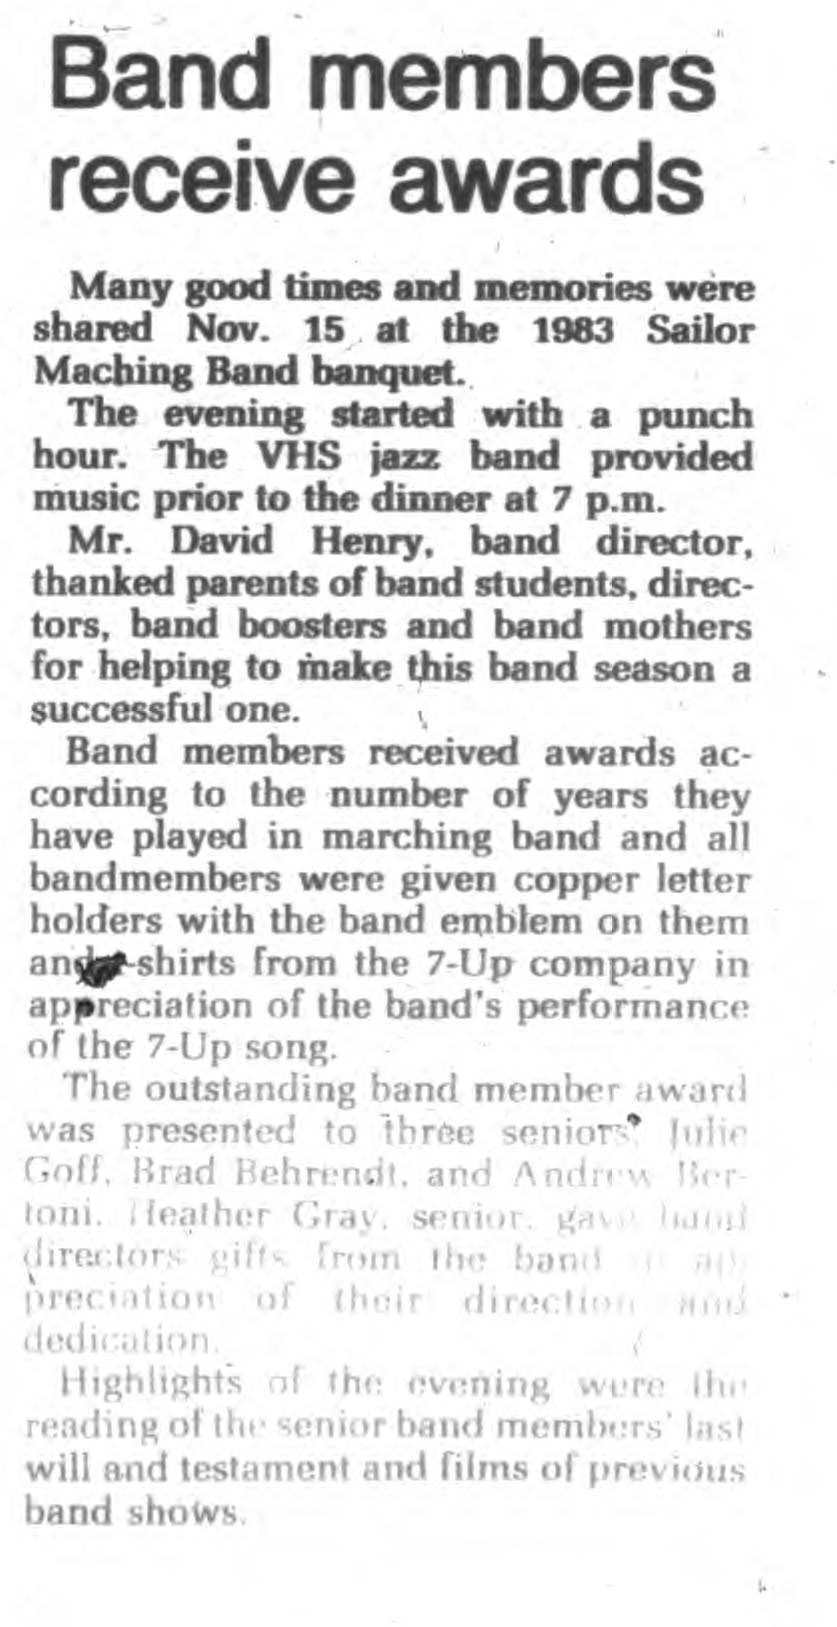 Band members
receive awards
Many good times and memories were
shared Nov. 15 at the 1983 Sailor
Maching Band banquet.
The evening started with a punch
hour. The VHS jazz band provided
music prior to the dinner at 7 p.m.
Mr. David Henry, band director,
thanked parents of band students, direc-
tors, band boosters and band mothers
for helping to make this band season a
successful one.
Band members received awards ac-
cording to the number of years they
have played in marching band and all
bandmembers were given copper letter
holders with the band emblem on them
and -shirts from the 7-Up company in
appreciation of the band's performance
of the 7-Up song.
The outstanding band member award
was presented to three seniors: Julie
Goff, Brad Behrendt, and Andrew Ber-
toni. Heather Gray, senior, gave band
directors gifts from the band in ap-
preciation of their direction and
dedication.
Highlights of the evening were the
reading of the senior band members' last
will and testament and films of previous
band shows.